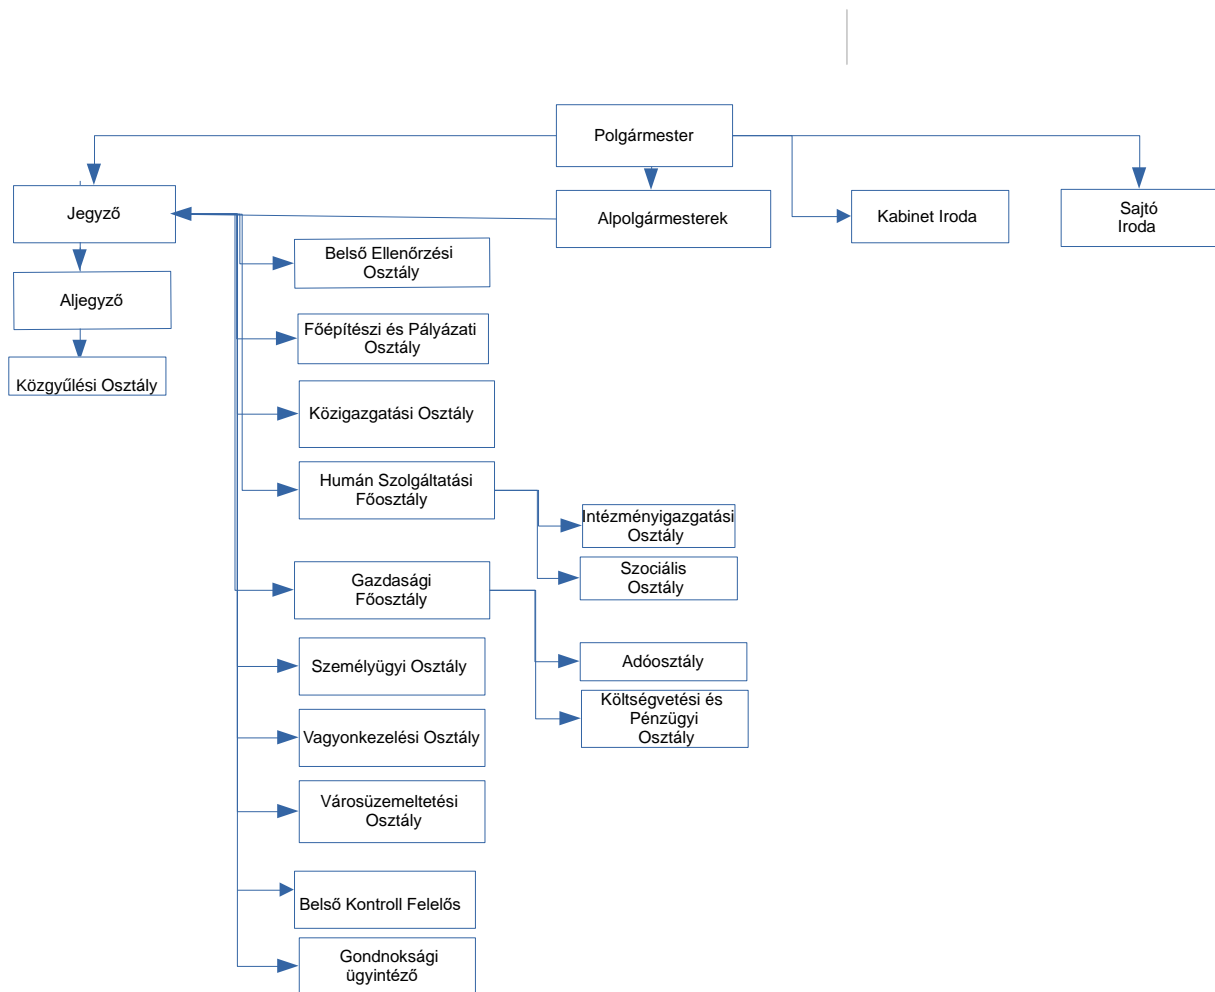 Polgármester
Jegyző
Alpolgármesterek
Kabinet Iroda
Sajtó
Iroda
Belső Ellenőrzési
Osztály
Aljegyző
Főépítészi és Pályázati
Osztály
Közgyűlési Osztály
Közigazgatási Osztály
Humán Szolgáltatási
Főosztály
Intézményigazgatási
Osztály
Szociális
Osztály
Gazdasági
Főosztály
Személyügyi Osztály
Adóosztály
Költségvetési és
Pénzügyi
Osztály
Vagyonkezelési Osztály
Városüzemeltetési
Osztály
Belső Kontroll Felelős
Gondnoksági
ügyintéző